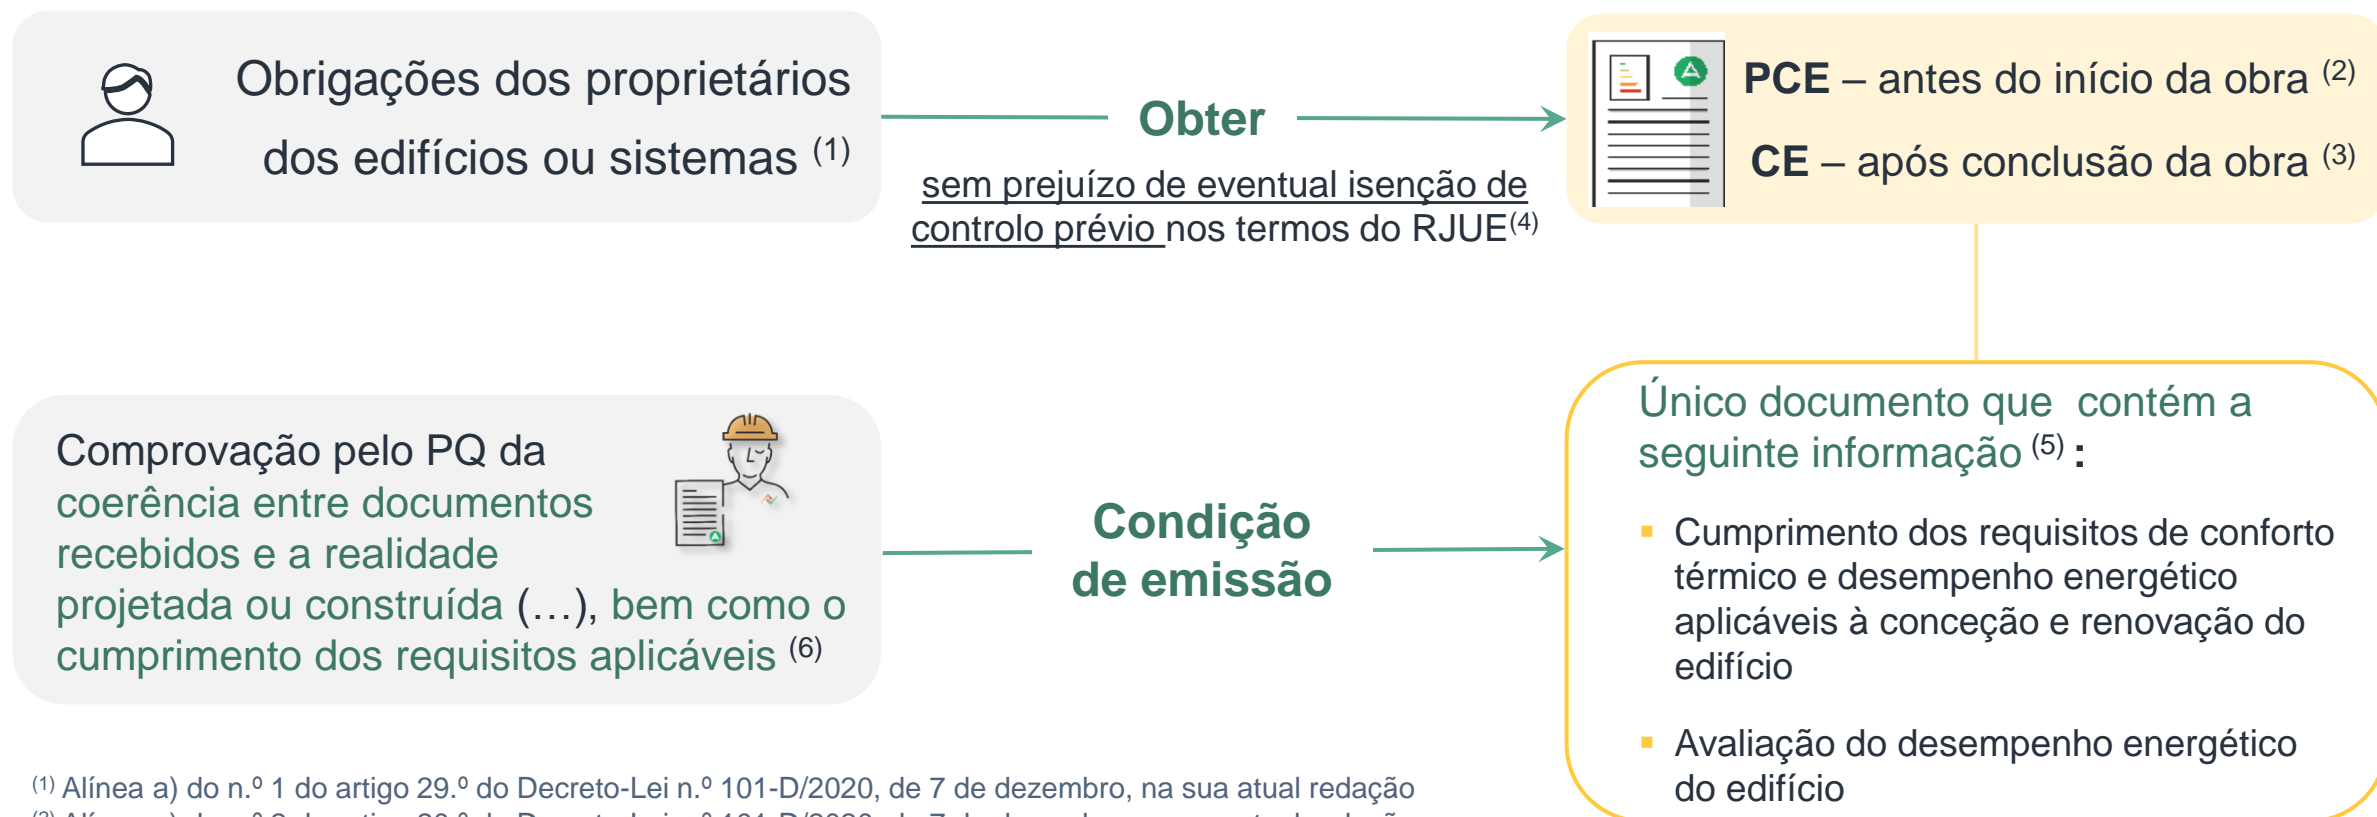 Obrigações dos proprietários
dos edifícios ou sistemas (1)
Obter
sem prejuízo de eventual isenção de
controlo prévio nos termos do RJUE(4)
PCE – antes do início da obra (2)
CE – após conclusão da obra (3)
Comprovação pelo PQ da
coerência entre documentos
recebidos e a realidade
projetada ou construída (…), bem como o
cumprimento dos requisitos aplicáveis (6)
Condição
de emissão
Único documento que contém a
seguinte informação (5) :
▪ Cumprimento dos requisitos de conforto
térmico e desempenho energético
aplicáveis à conceção e renovação do
edifício
▪ Avaliação do desempenho energético
do edifício
(1) Alínea a) do n.º 1 do artigo 29.º do Decreto-Lei n.º 101-D/2020, de 7 de dezembro, na sua atual redação